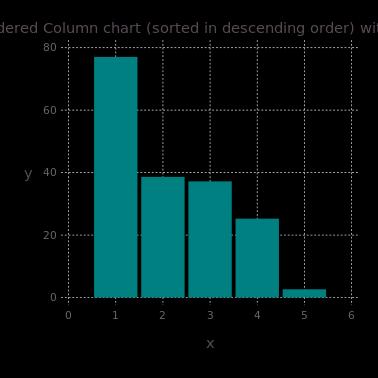 dered Column chart (sorted in descending order) wit
80
60
y
40
20
0
0 1 2 3 4 5 6
x